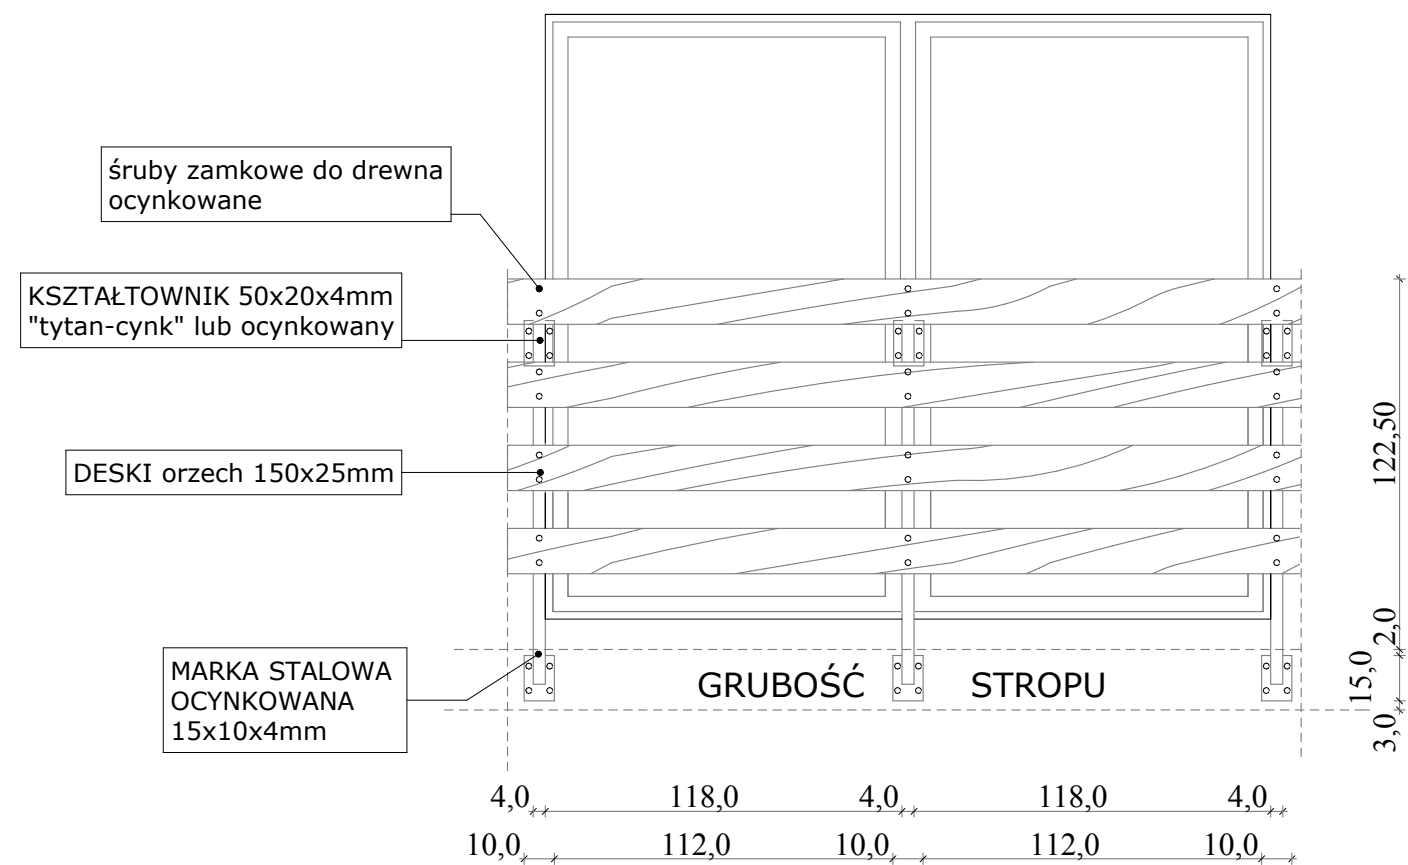 śruby zamkowe do drewna
ocynkowane
KSZTAŁTOWNIK 50x20x4mm
"tytan-cynk" lub ocynkowany
DESKI orzech 150x25mm
MARKA STALOWA
OCYNKOWANA
15x10x4mm
GRUBOŚĆ STROPU
122,50
2,0
15,0
3,0
4,0 118,0 4,0 118,0 4,0
10,0 112,0 10,0 112,0 10,0